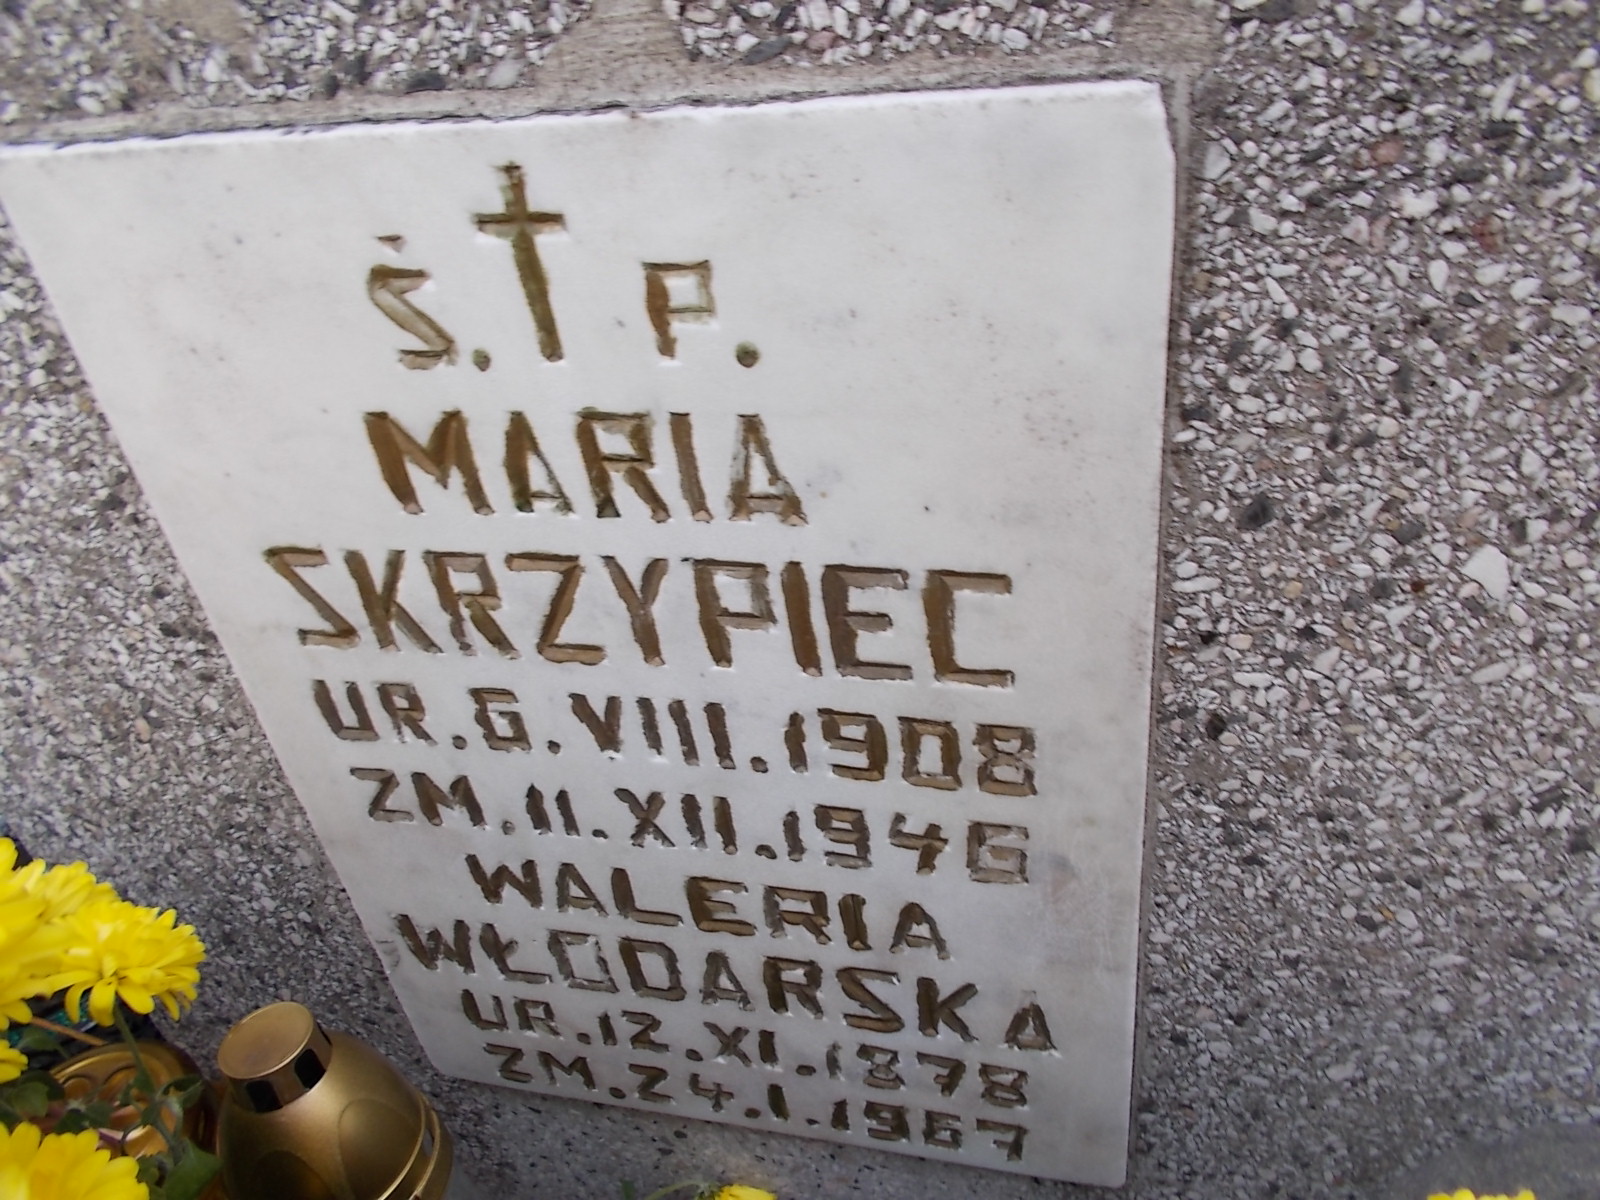 Ś. P.
MARIA
SKRZYPIEC
UR. 6. VIII. 1908
ZM. 11. XII. 1946
WALERIA
WŁODARSKA
UR. 12. XI. 1878
ZM. 24. I. 1967